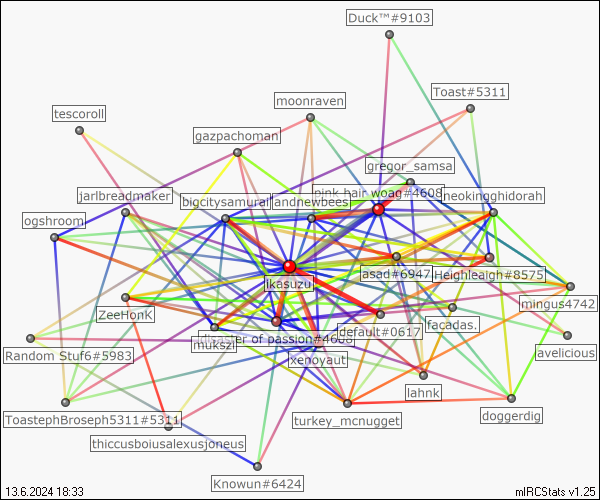 Duck™#9103
Toast#5311
moonraven
tescoroll
gazpachoman
gregor_samsa
pink hair woag#4608
jarlbreadmaker
bigcitysamurai
andnewbees
neokingghidorah
ogshroom
asad#6947
Heighleaigh#8575
Ikasuzu
mingus4742
ZeeHonK
default#0617
facadas.
disaster of passion#4608
mukszi
avelicious
Random Stuf6#5983
xenoyaut
lahnk
doggerdig
ToastephBroseph5311#5311
turkey_mcnugget
thiccusboiusalexusjoneus
Knowun#6424
13.6.2024 18:33
mIRCStats v1.25